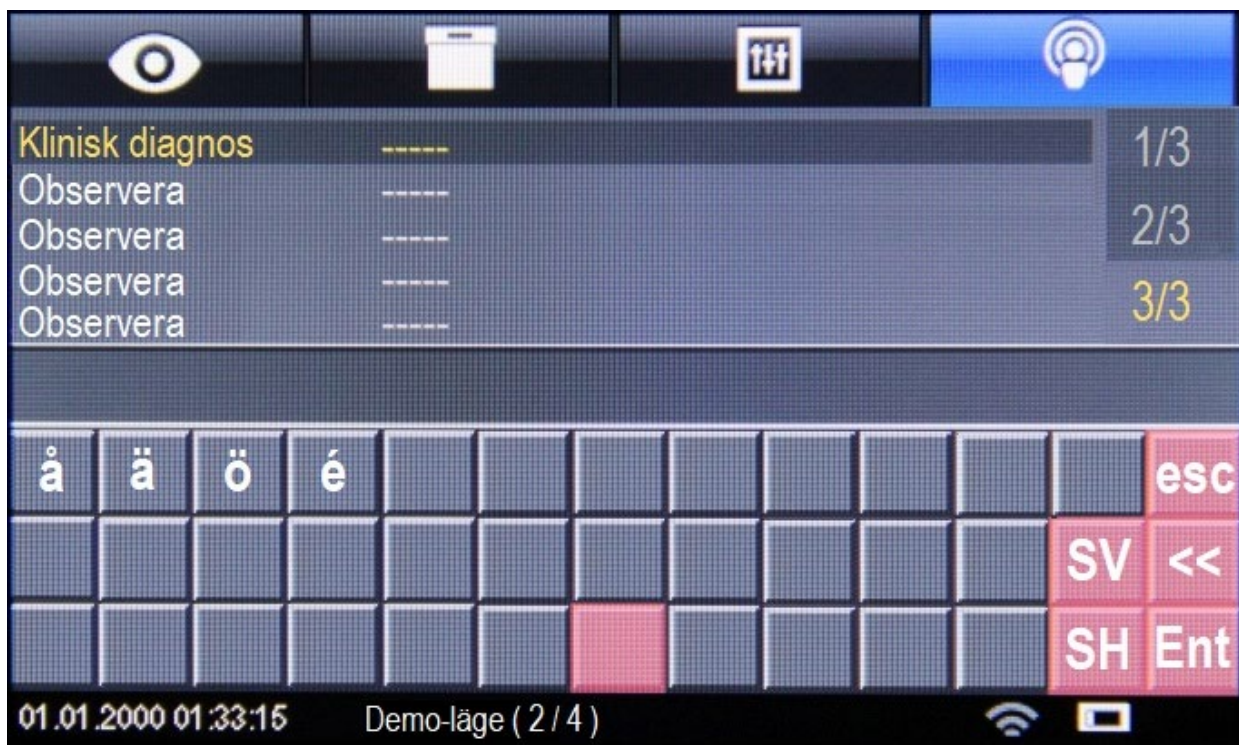 Klinisk diagnos -----
1/3
Observera -----
2/3
Observera -----
Observera -----
3/3
Observera -----
å ä ö é esc
SV <<
SH Ent
01.01.2000 01:33:15 Demo-läge ( 2 / 4 )